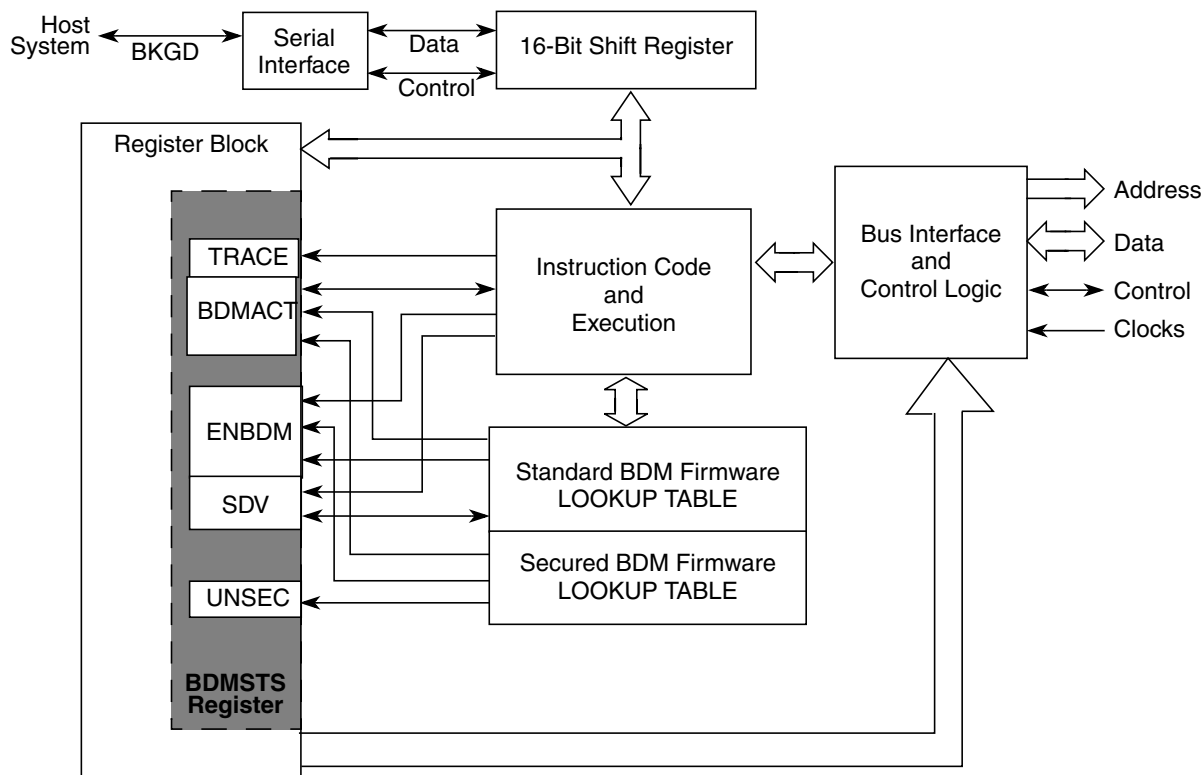 Host
System
BKGD
Serial
Interface
Data
Control
16-Bit Shift Register
Register Block
TRACE
BDMACT
ENBDM
SDV
UNSEC
BDMSTS
Register
Instruction Code
and
Execution
Bus Interface
and
Control Logic
Address
Data
Control
Clocks
Standard BDM Firmware
LOOKUP TABLE
Secured BDM Firmware
LOOKUP TABLE